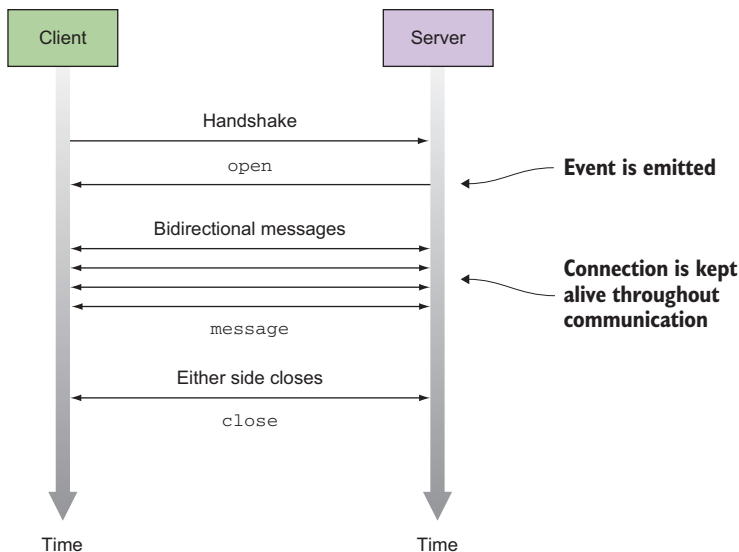 Client
Server
Handshake
open
Event is emitted
Bidirectional messages
Connection is kept
alive throughout
communication
message
Either side closes
close
Time
Time